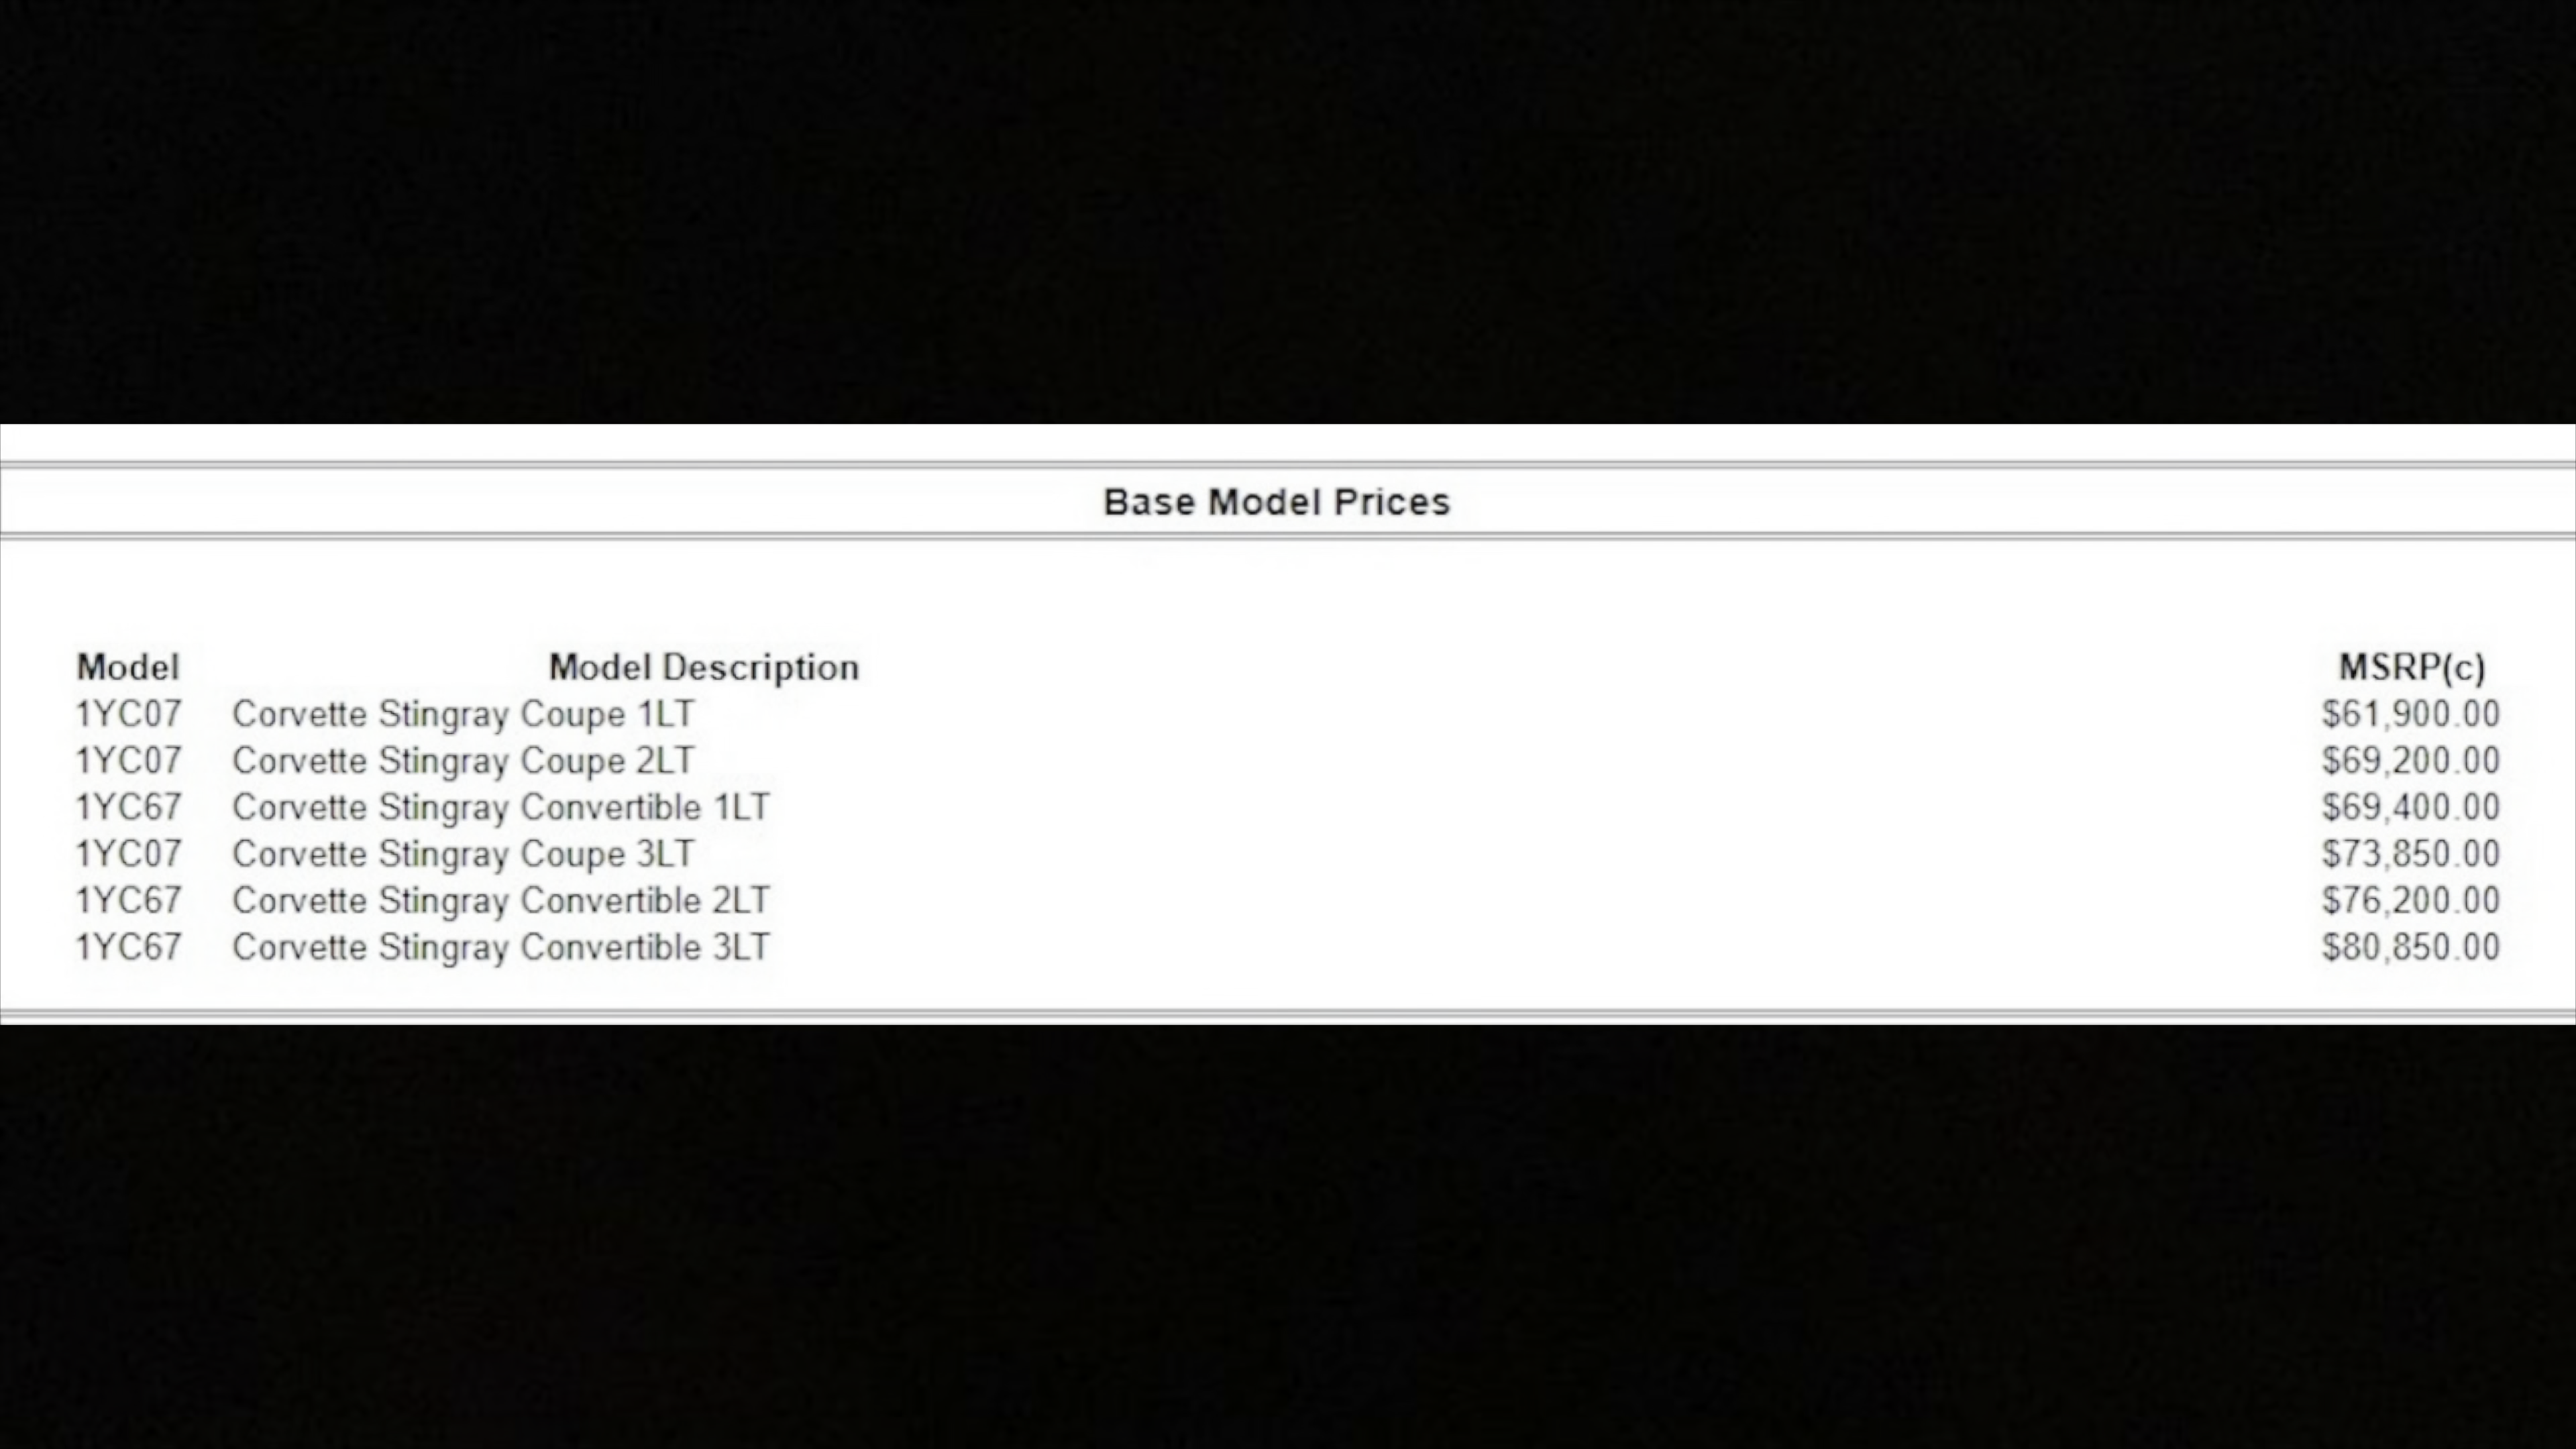 Base Model Prices
Model Model Description MSRP(c)
1YC07 Corvette Stingray Coupe 1LT $61,900.00
1YC07 Corvette Stingray Coupe 2LT $69,200.00
1YC67 Corvette Stingray Convertible 1LT $69,400.00
1YC07 Corvette Stingray Coupe 3LT $73,850.00
1YC67 Corvette Stingray Convertible 2LT $76,200.00
1YC67 Corvette Stingray Convertible 3LT $80,850.00